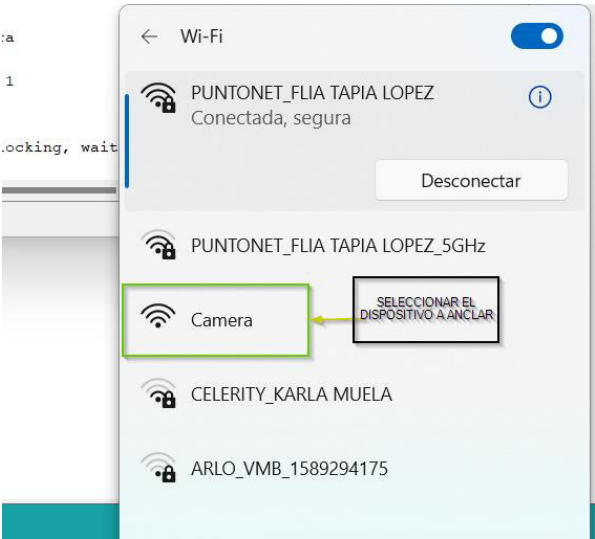 ra
1
locking, wait
Wi-Fi
PUNTONET_FLIA TAPIA LOPEZ
Conectada, segura
Desconectar
PUNTONET_FLIA TAPIA LOPEZ_5GHz
Camera
SELECCIONAR EL
DISPOSITIVO A ANCLAR
CELERITY_KARLA MUELA
ARLO_VMB_1589294175